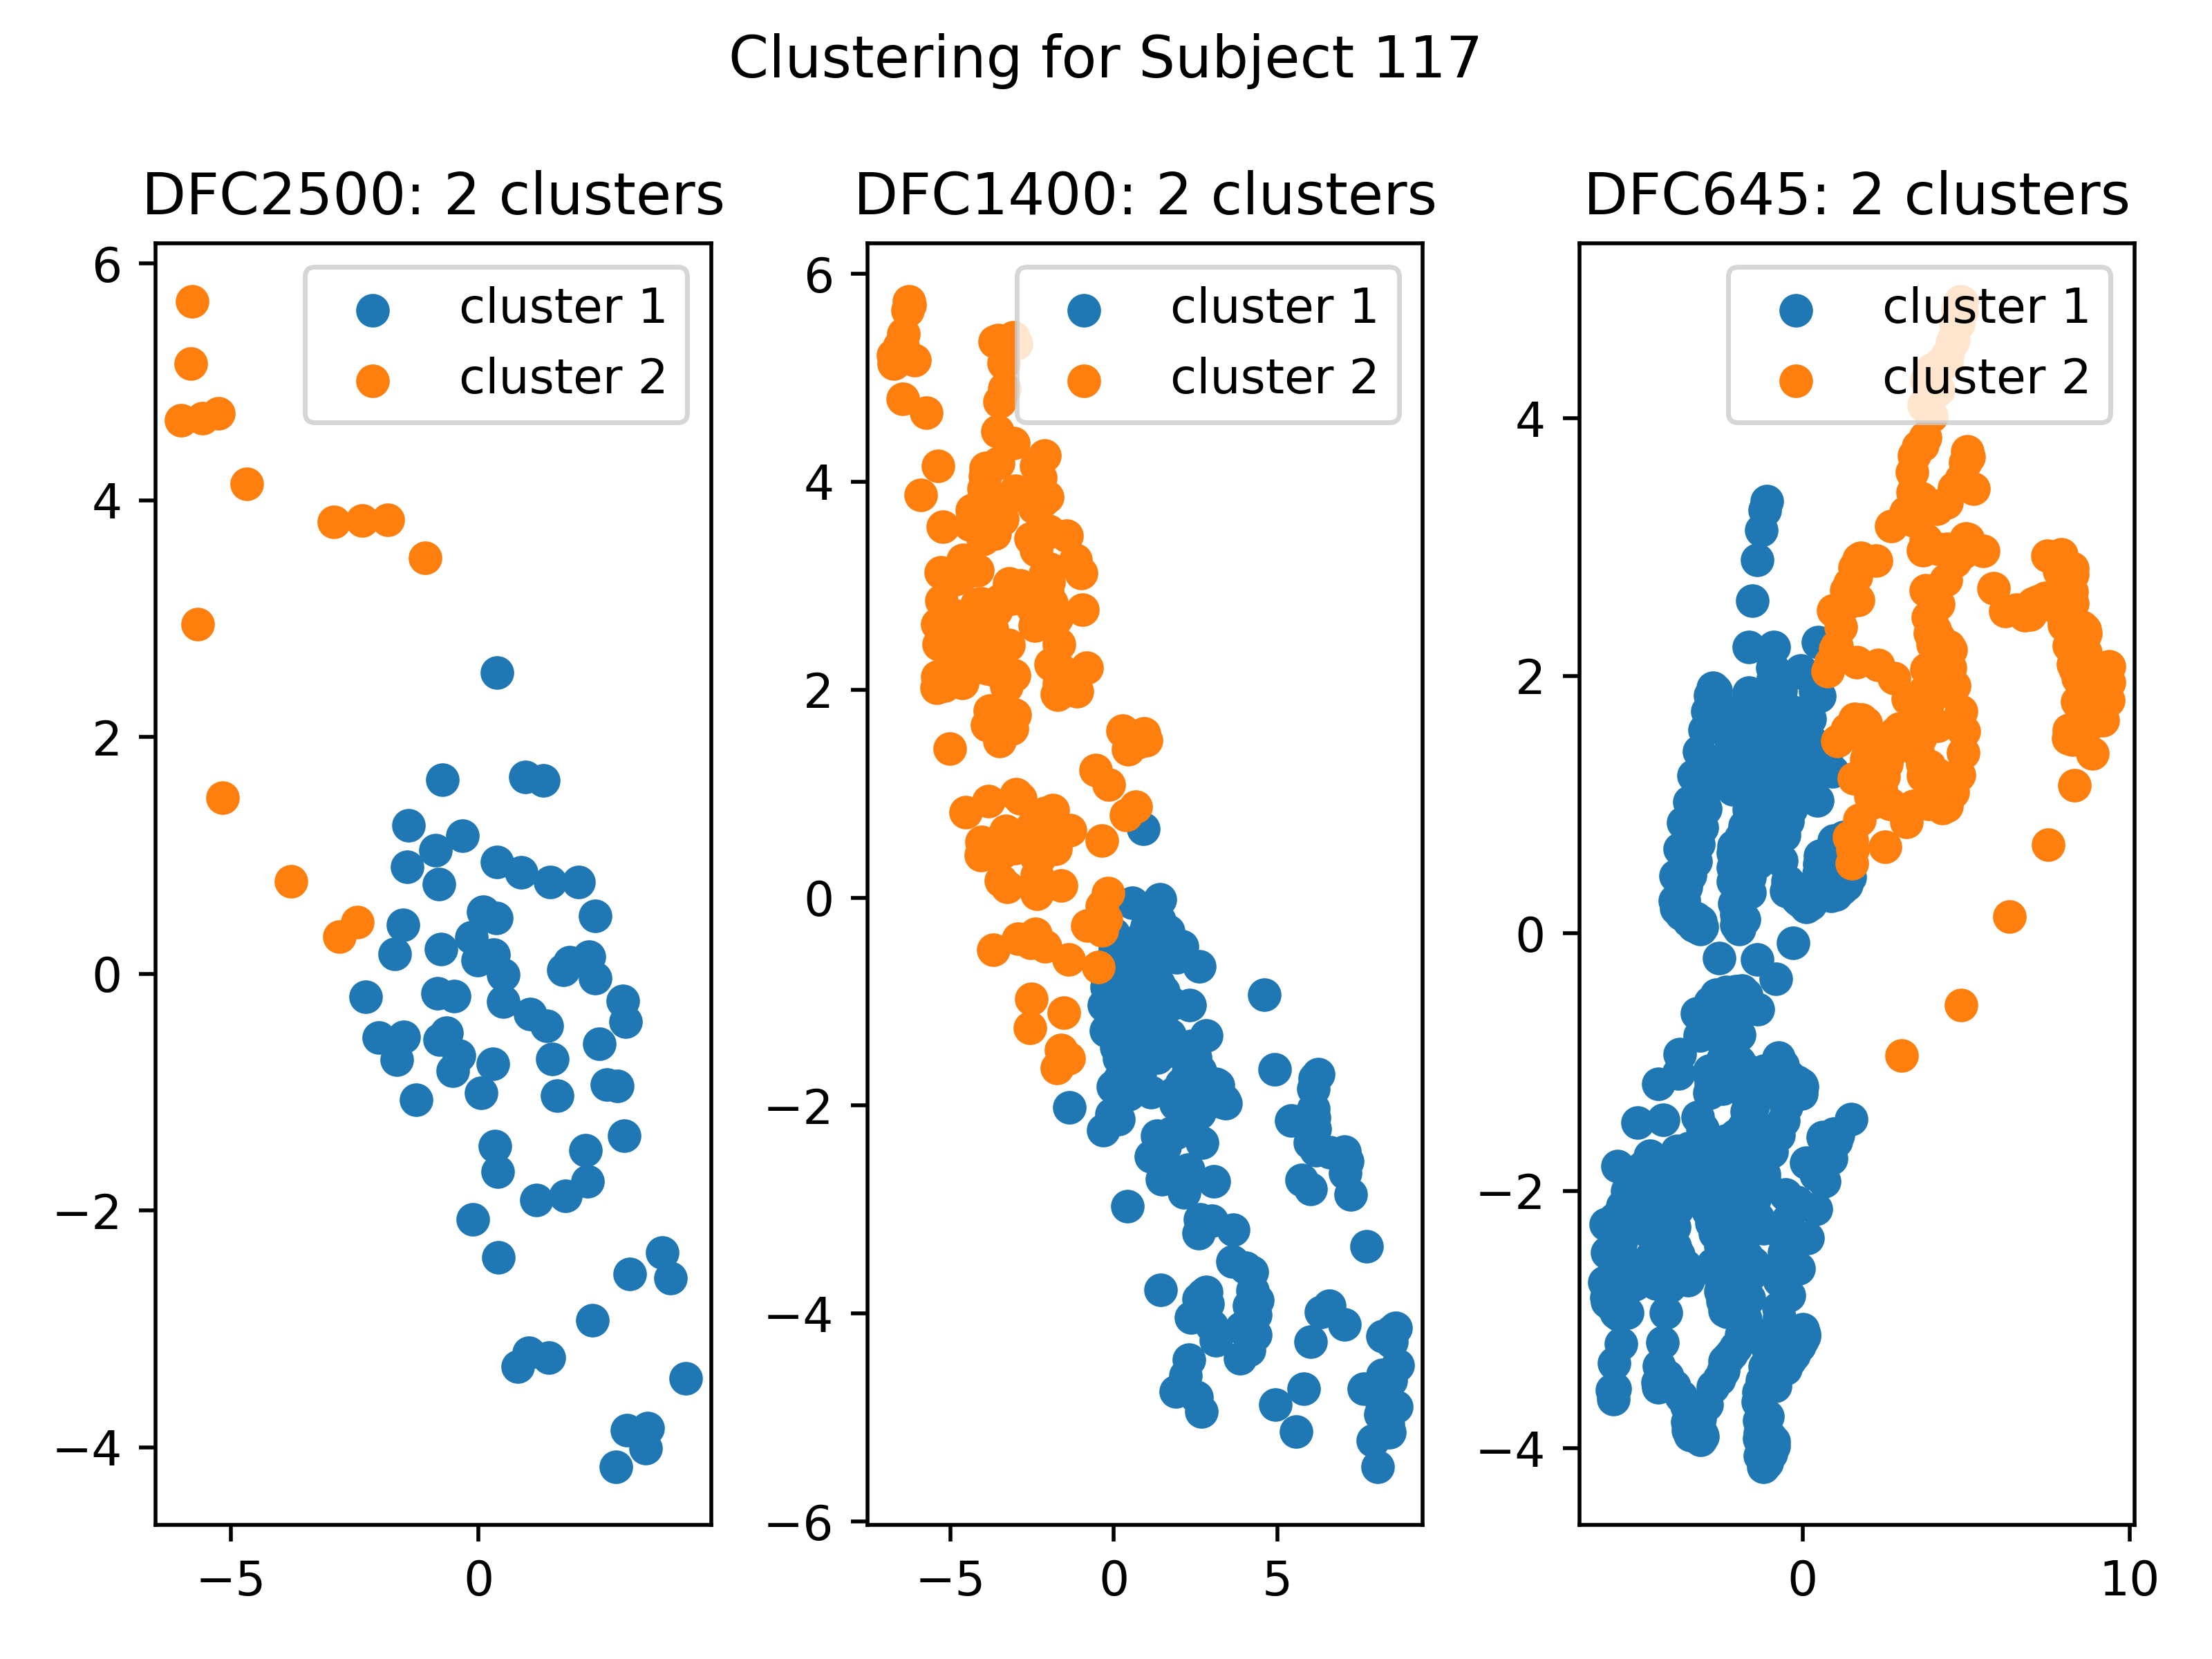 Clustering for Subject 117
DFC2500: 2 clusters
6
4
2
0
−2
−4
−5
0
cluster 1
cluster 2
DFC1400: 2 clusters
6
4
2
0
−2
−4
−6
−5
0
5
cluster 1
cluster 2
DFC645: 2 clusters
4
2
0
−2
−4
0
10
cluster 1
cluster 2